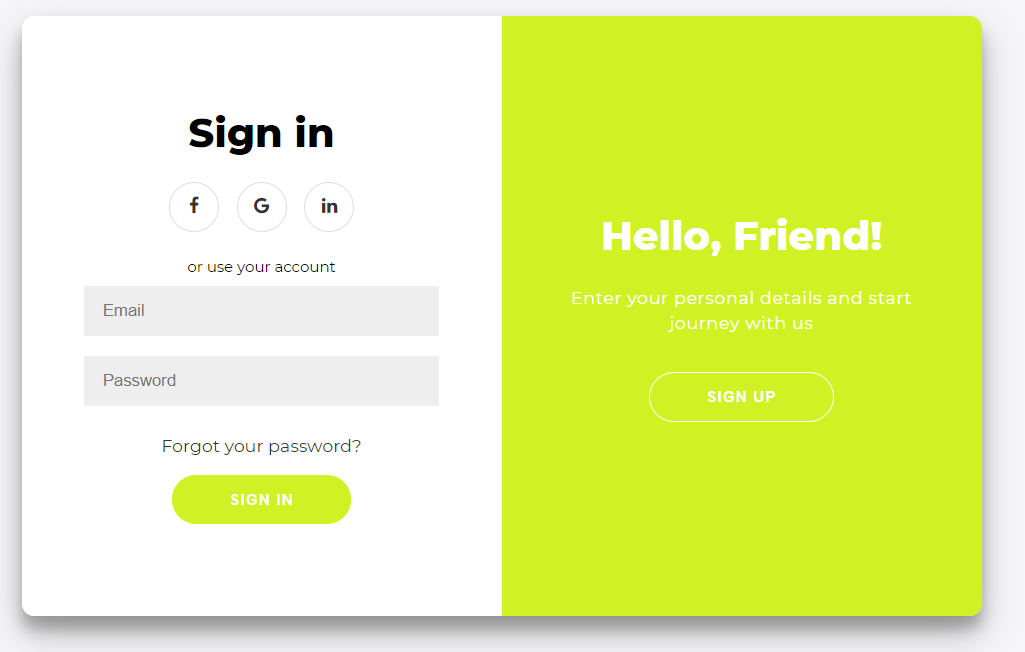 Sign in
f
G
in
or use your account
Email
Password
Forgot your password?
SIGN IN
Hello, Friend!
Enter your personal details and start
journey with us
SIGN UP